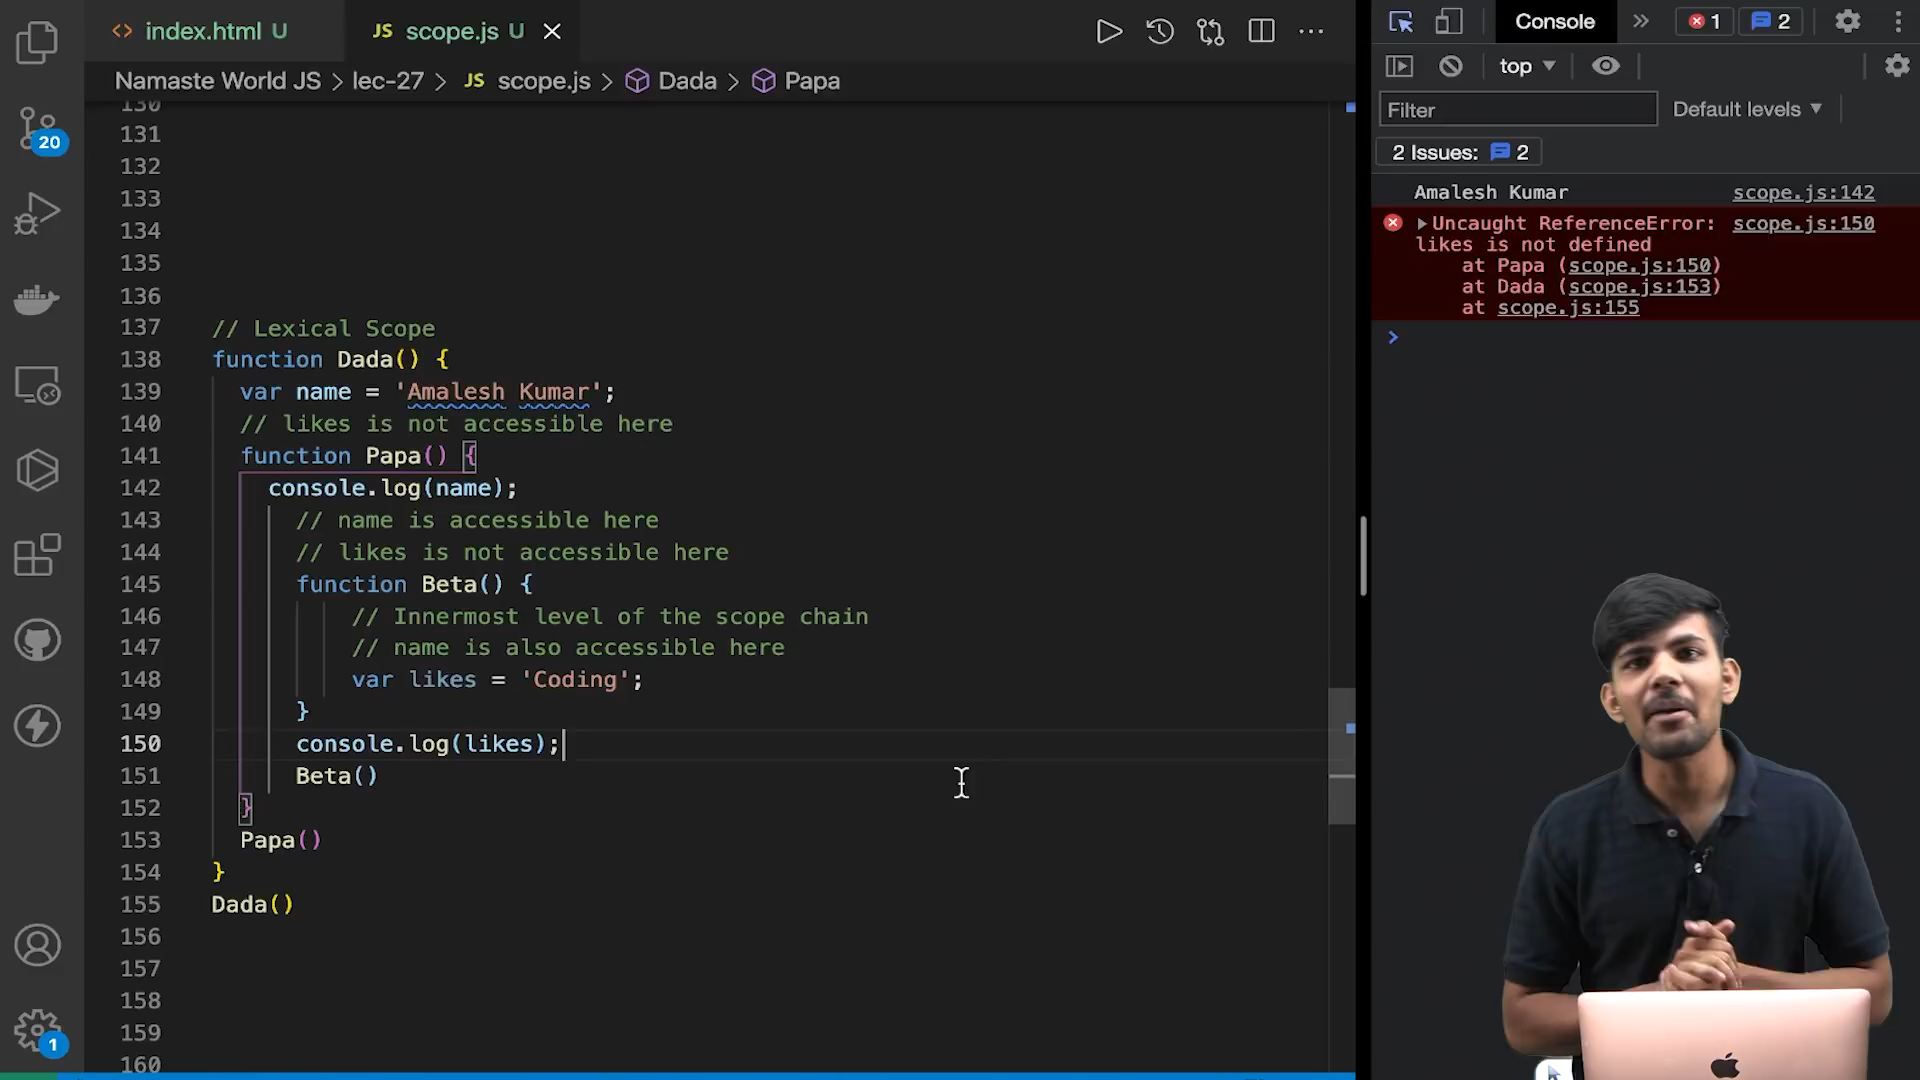 index.html U
JS scope.js U
Namaste World JS > lec-27 > JS scope.js > Dada > Papa
20
1
130
131
132
133
134
135
136
137 // Lexical Scope
138 function Dada() {
139 var name = 'Amalesh Kumar';
140 // likes is not accessible here
141 function Papa() {
142 console.log(name);
143 // name is accessible here
144 // likes is not accessible here
145 function Beta() {
146 // Innermost level of the scope chain
147 // name is also accessible here
148 var likes = 'Coding';
149 }
150 console.log(likes);
151 Beta()
152 }
153 Papa()
154 }
155 Dada()
156
157
158
159
160
Console » 1 2
top
Filter Default levels
2 Issues: 2
Amalesh Kumar scope.js:142
Uncaught ReferenceError: scope.js:150
likes is not defined
at Papa (scope.js:150)
at Dada (scope.js:153)
at scope.js:155